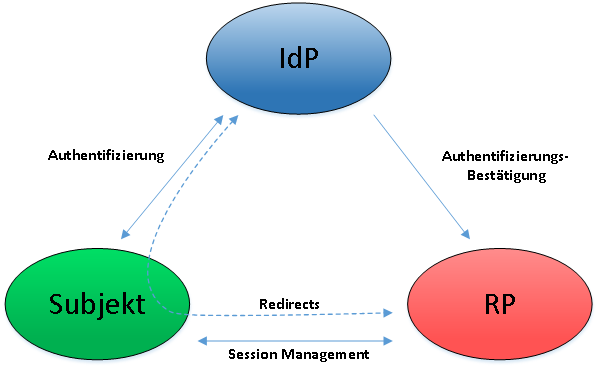 IdP
Authentifizierung
Authentifizierungs-
Bestätigung
Subjekt
Redirects
RP
Session Management